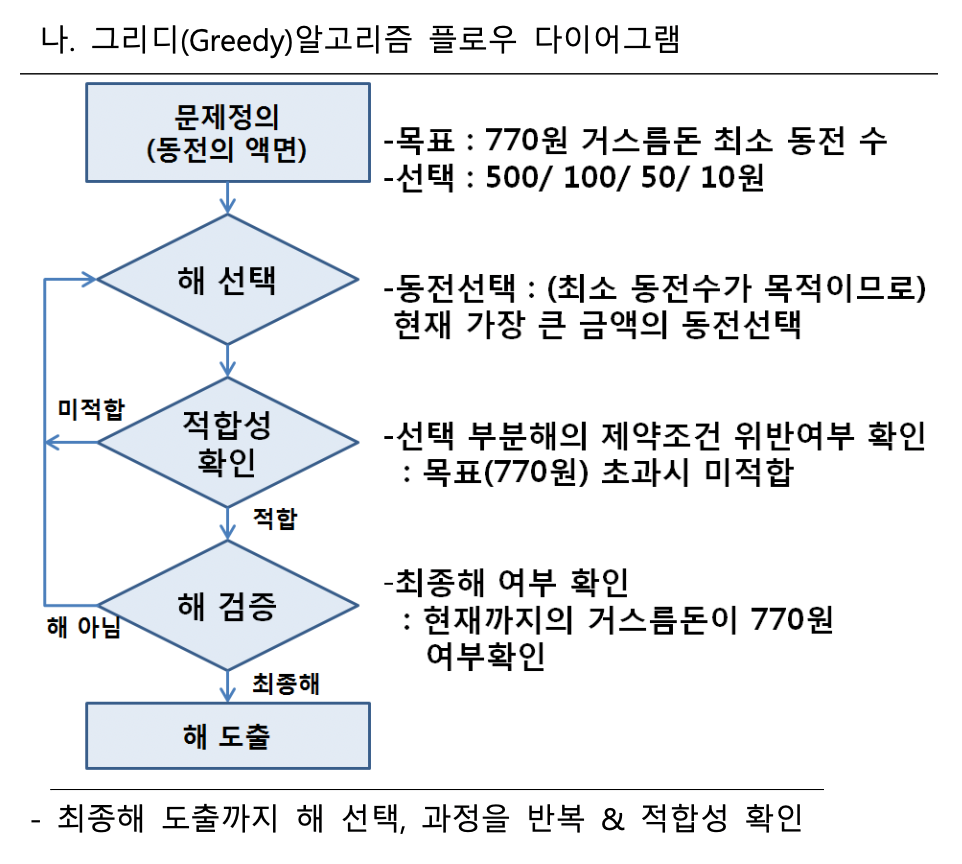 나. 그리디(Greedy)알고리즘 플로우 다이어그램
문제정의
(동전의 액면)
-목표 : 770원 거스름돈 최소 동전 수
-선택 : 500/ 100/ 50/ 10원
해 선택
-동전선택 : (최소 동전수가 목적이므로)
현재 가장 큰 금액의 동전선택
미적합
적합성
확인
-선택 부분해의 제약조건 위반여부 확인
: 목표(770원) 초과시 미적합
적합
해 검증
-최종해 여부 확인
: 현재까지의 거스름돈이 770원
여부확인
해 아님
최종해
해 도출
- 최종해 도출까지 해 선택, 과정을 반복 & 적합성 확인